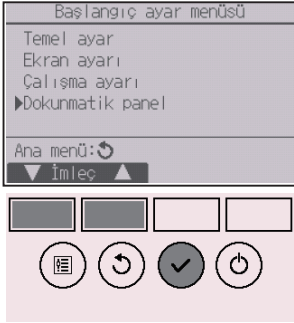 Başlangıç ayar menüsü
Temel ayar
Ekran ayarı
Çalışma ayarı
▶Dokunmatik panel
Ana menü:
▼ İmleç ▲